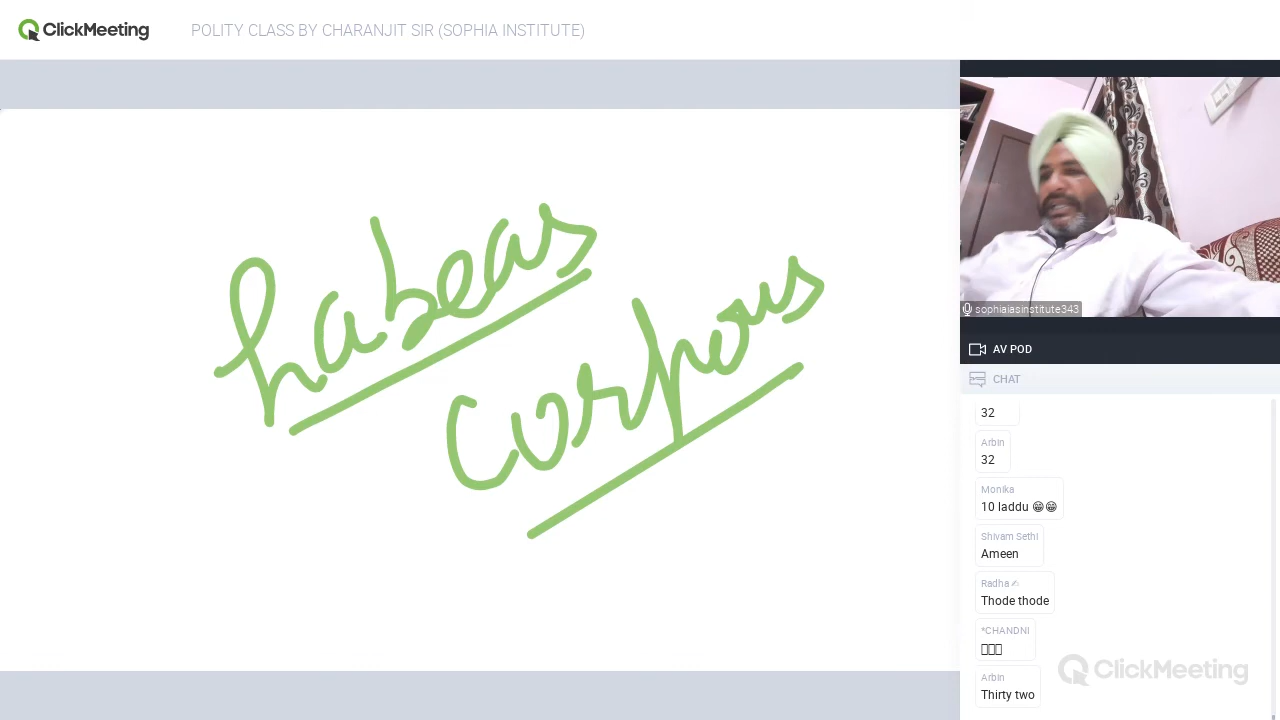 ClickMeeting
POLITY CLASS BY CHARANJIT SIR (SOPHIA INSTITUTE)
habeas
corpous
sophiaiasinstitute343
AV POD
CHAT
32
Arbin
32
Monika
10 laddu 😁😁
Shivam Sethi
Ameen
Radha✍
Thode thode
*CHANDNI
Arbin
Thirty two
ClickMeeting